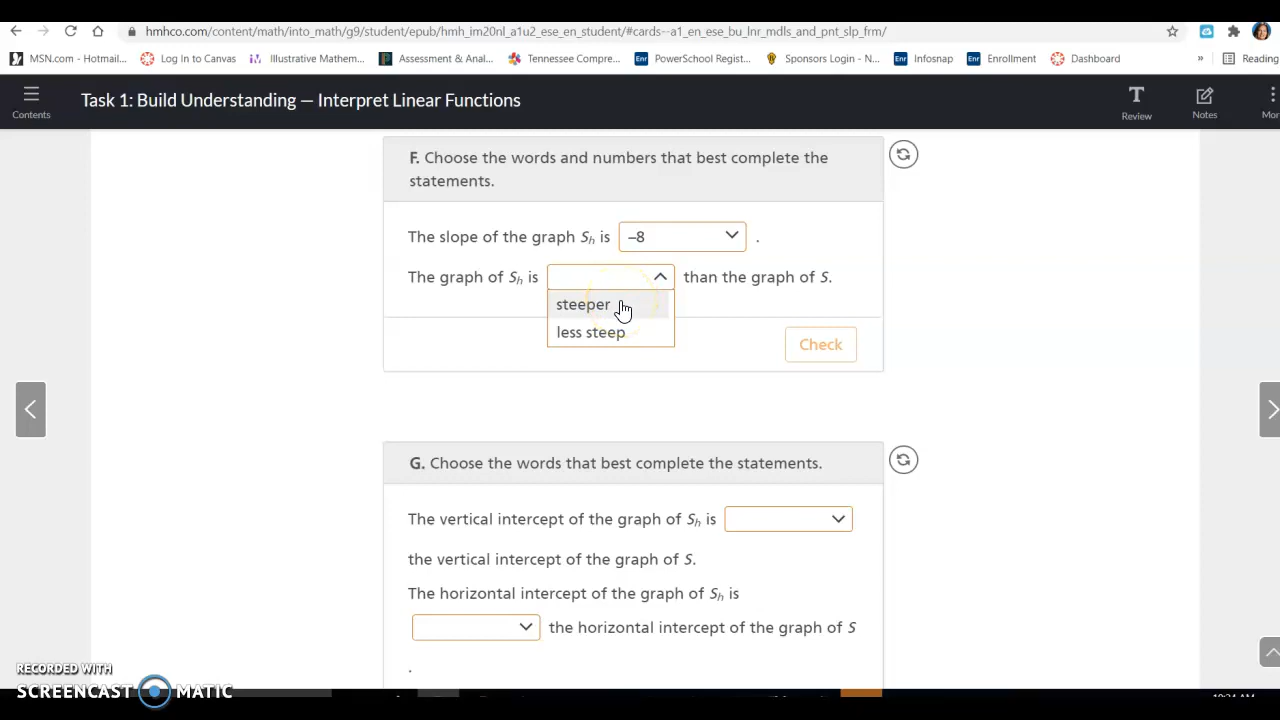 hmhco.com/content/math/into_math/g9/student/epub/hmh_im20nl_a1u2_ese_en_student/#cards--a1_en_ese_bu_lnr_mdls_and_pnt_slp_frm/
MSN.com - Hotmail... Log In to Canvas Illustrative Mathem... Assessment & Anal... Tennessee Compre... Enr PowerSchool Regist... Sponsors Login - N... Enr Infosnap Enr Enrollment Dashboard » Reading
Contents Task 1: Build Understanding — Interpret Linear Functions Review Notes Mor
F. Choose the words and numbers that best complete the
statements.
The slope of the graph Sh is –8 .
The graph of Sh is than the graph of S.
steeper
less steep
Check
G. Choose the words that best complete the statements.
The vertical intercept of the graph of Sh is
the vertical intercept of the graph of S.
The horizontal intercept of the graph of Sh is
the horizontal intercept of the graph of S
.
RECORDED WITH
SCREENCAST MATIC